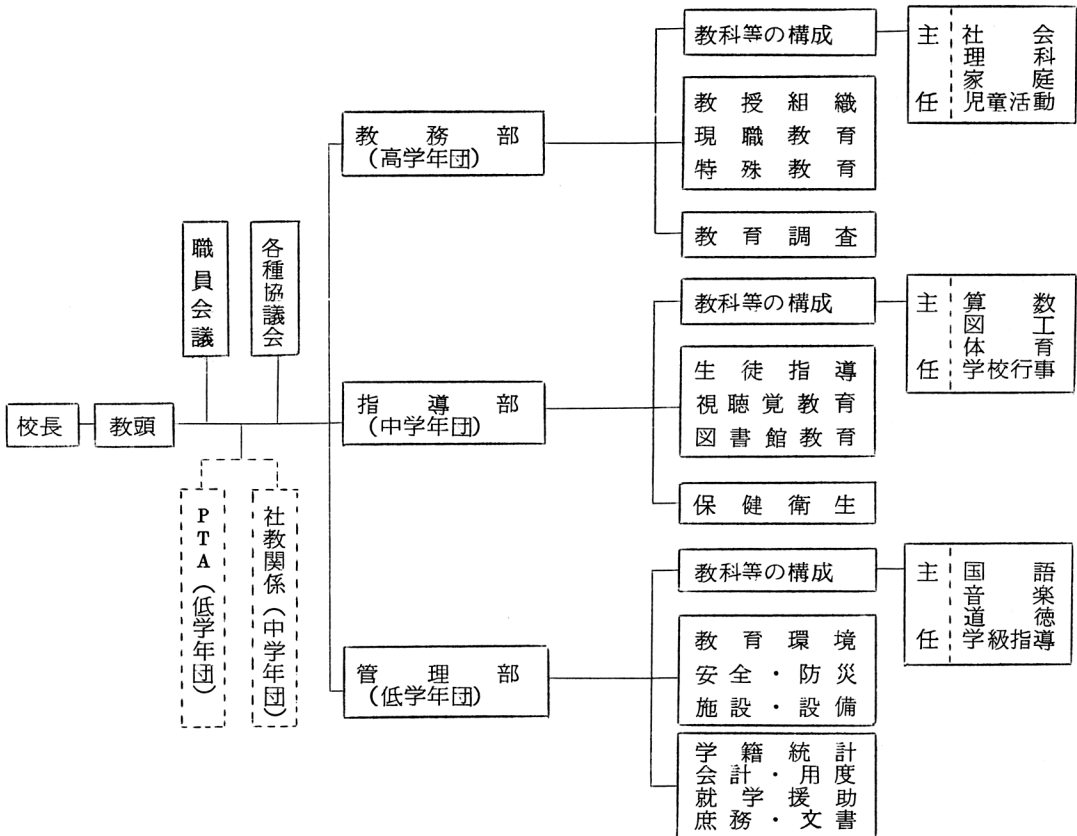 校長
教頭
職員会議
各種協議会
PTA（低学年団）
社教関係（中学年団）
教務部
（高学年団）
教科等の構成
主任
社会
理科
家庭
児童活動
教授組織
現職教育
特殊教育
教育調査
指導部
（中学年団）
教科等の構成
主任
算数
図工
体育
学校行事
生徒指導
視聴覚教育
図書館教育
保健衛生
管理部
（低学年団）
教科等の構成
主任
国語
音楽
道徳
学級指導
教育環境
安全・防災
施設・設備
学籍統計
会計・用度
就学援助
庶務・文書